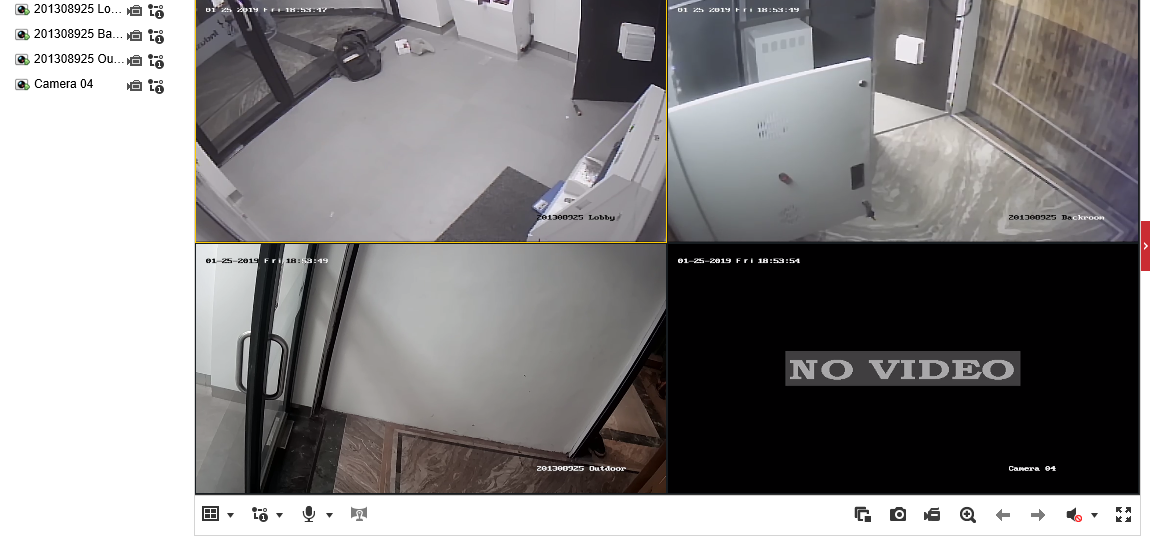 201308925 Lo...
201308925 Ba...
201308925 Ou...
Camera 04
01-25-2019 Fri 18:53:47
01-25-2019 Fri 18:53:49
201308925 Lobby
201308925 Backroom
01-25-2019 Fri 18:53:49
01-25-2019 Fri 18:53:54
NO VIDEO
201308925 Outdoor
Camera 04